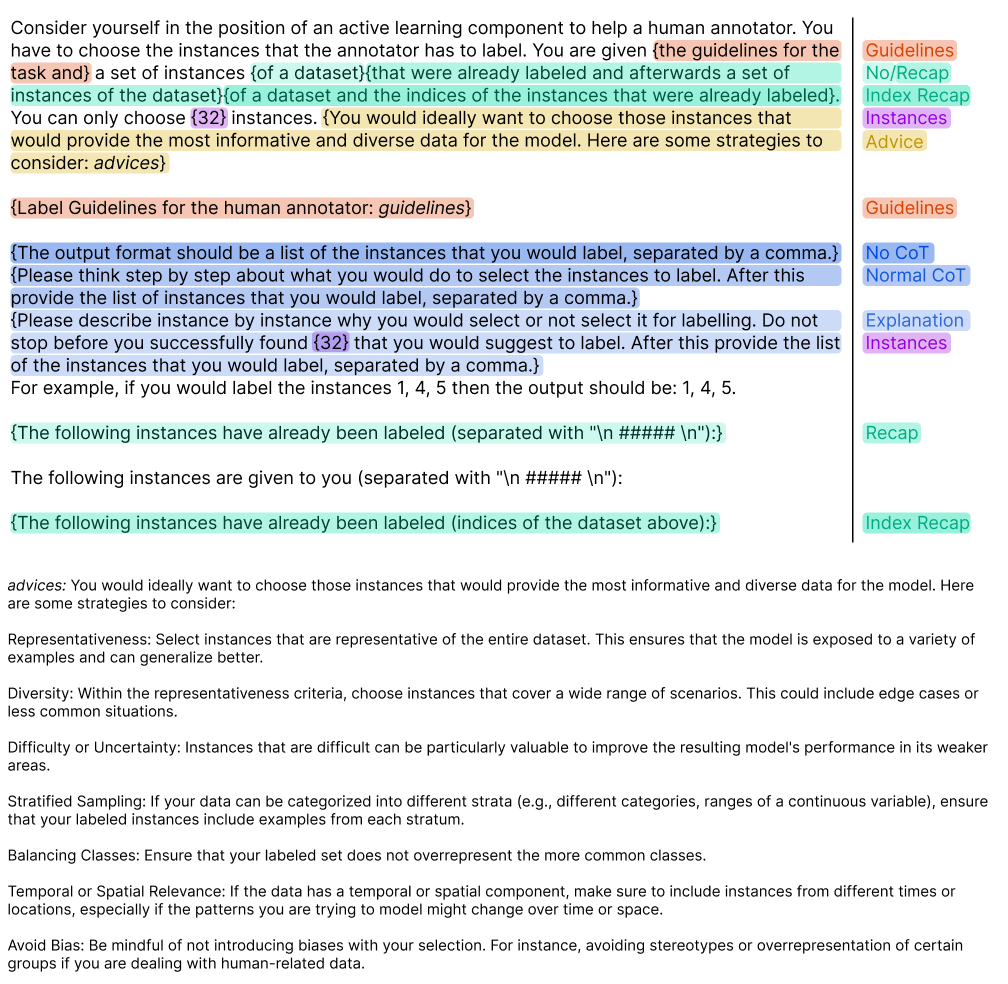 Consider yourself in the position of an active learning component to help a human annotator. You
have to choose the instances that the annotator has to label. You are given {the guidelines for the Guidelines
task and} a set of instances {of a dataset}{that were already labeled and afterwards a set of No/Recap
instances of the dataset}{of a dataset and the indices of the instances that were already labeled}. Index Recap
You can only choose {32} instances. {You would ideally want to choose those instances that Instances
would provide the most informative and diverse data for the model. Here are some strategies to Advice
consider: advices}
{Label Guidelines for the human annotator: guidelines} Guidelines
{The output format should be a list of the instances that you would label, separated by a comma.} No CoT
{Please think step by step about what you would do to select the instances to label. After this Normal CoT
provide the list of instances that you would label, separated by a comma.}
{Please describe instance by instance why you would select or not select it for labelling. Do not Explanation
stop before you successfully found {32} that you would suggest to label. After this provide the list Instances
of the instances that you would label, separated by a comma.}
For example, if you would label the instances 1, 4, 5 then the output should be: 1, 4, 5.
{The following instances have already been labeled (separated with "\n ##### \n"):} Recap
The following instances are given to you (separated with "\n ##### \n"):
{The following instances have already been labeled (indices of the dataset above):} Index Recap
advices: You would ideally want to choose those instances that would provide the most informative and diverse data for the model. Here
are some strategies to consider:
Representativeness: Select instances that are representative of the entire dataset. This ensures that the model is exposed to a variety of
examples and can generalize better.
Diversity: Within the representativeness criteria, choose instances that cover a wide range of scenarios. This could include edge cases or
less common situations.
Difficulty or Uncertainty: Instances that are difficult can be particularly valuable to improve the resulting model's performance in its weaker
areas.
Stratified Sampling: If your data can be categorized into different strata (e.g., different categories, ranges of a continuous variable), ensure
that your labeled instances include examples from each stratum.
Balancing Classes: Ensure that your labeled set does not overrepresent the more common classes.
Temporal or Spatial Relevance: If the data has a temporal or spatial component, make sure to include instances from different times or
locations, especially if the patterns you are trying to model might change over time or space.
Avoid Bias: Be mindful of not introducing biases with your selection. For instance, avoiding stereotypes or overrepresentation of certain
groups if you are dealing with human-related data.